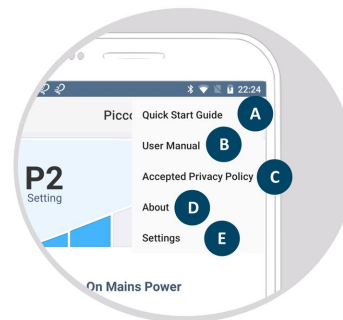 22:24
Picc
Quick Start Guide A
User Manual B
Accepted Privacy Policy C
About D
Settings E
P2
Setting
On Mains Power